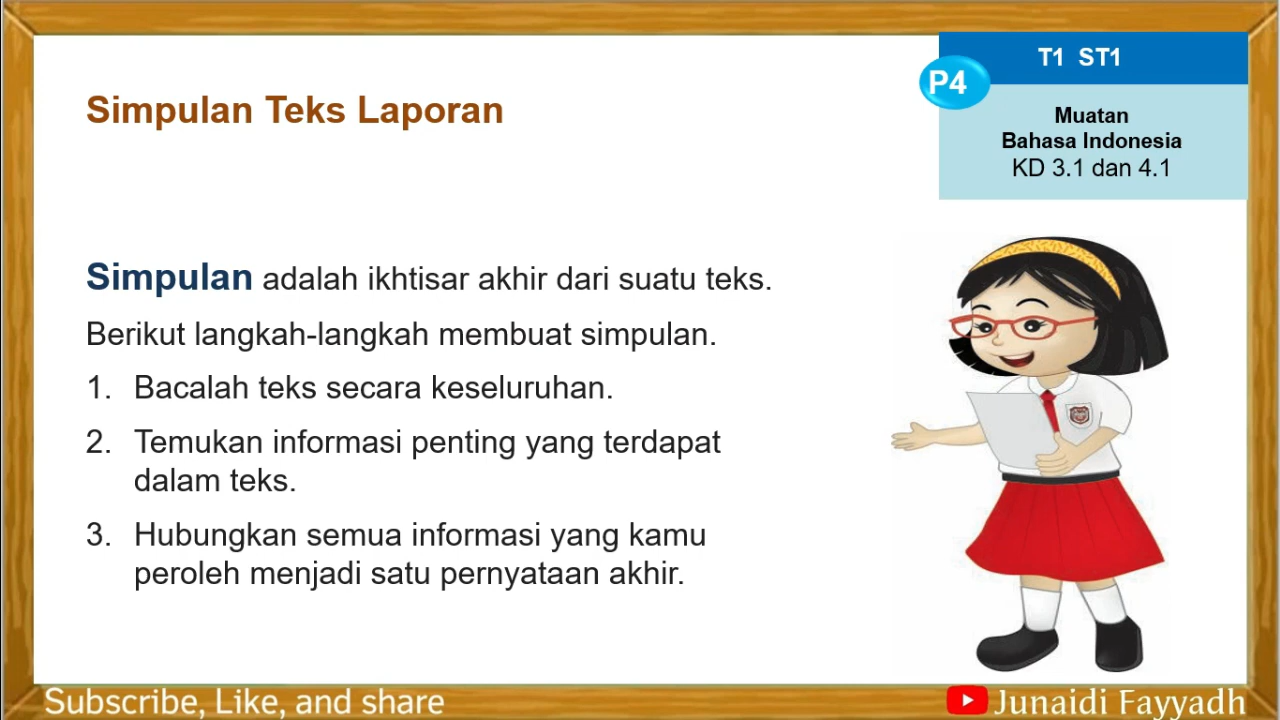 T1 ST1
P4
Muatan
Bahasa Indonesia
KD 3.1 dan 4.1
Simpulan Teks Laporan
Simpulan adalah ikhtisar akhir dari suatu teks.
Berikut langkah-langkah membuat simpulan.
1. Bacalah teks secara keseluruhan.
2. Temukan informasi penting yang terdapat
dalam teks.
3. Hubungkan semua informasi yang kamu
peroleh menjadi satu pernyataan akhir.
Subscribe, Like, and share
Junaidi Fayyadh